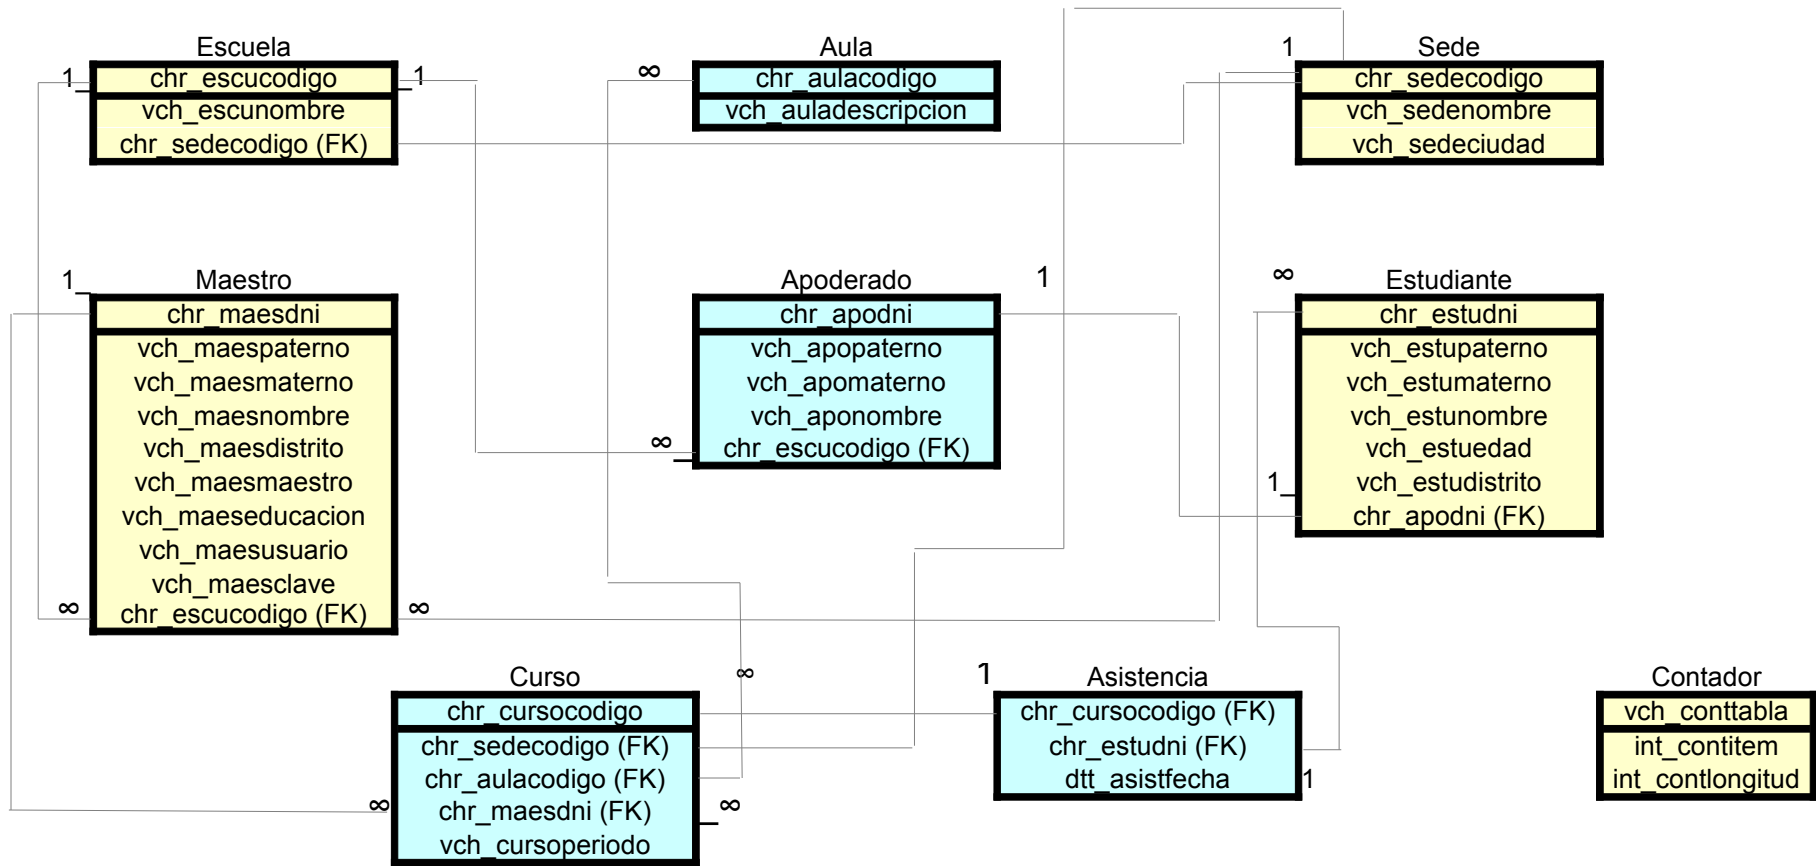 Escuela
1
chr_escucodigo
1
vch_escunombre
chr_sedecodigo (FK)
Aula
∞
chr_aulacodigo
vch_auladescripcion
Sede
1
chr_sedecodigo
vch_sedenombre
vch_sedeciudad
Maestro
1
chr_maesdni
vch_maespaterno
vch_maesmaterno
vch_maesnombre
vch_maesdistrito
vch_maesmaestro
vch_maeseducacion
vch_maesusuario
vch_maesclave
∞
chr_escucodigo (FK)
∞
Apoderado
1
chr_apodni
vch_apopaterno
vch_apomaterno
vch_aponombre
∞
chr_escucodigo (FK)
Estudiante
∞
chr_estudni
vch_estupaterno
vch_estumaterno
vch_estunombre
vch_estuedad
1
vch_estudistrito
chr_apodni (FK)
Curso
∞
chr_cursocodigo
chr_sedecodigo (FK)
chr_aulacodigo (FK)
∞
chr_maesdni (FK)
∞
vch_cursoperiodo
1
Asistencia
chr_cursocodigo (FK)
chr_estudni (FK)
dtt_asistfecha
1
Contador
vch_conttabla
int_contitem
int_contlongitud